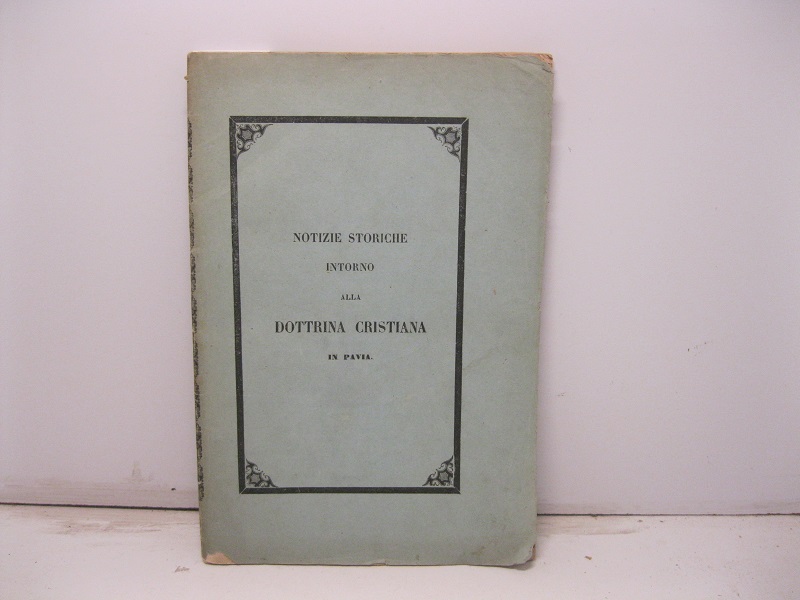 NOTIZIE STORICHE
INTORNO
ALLA
DOTTRINA CRISTIANA
IN PAVIA.